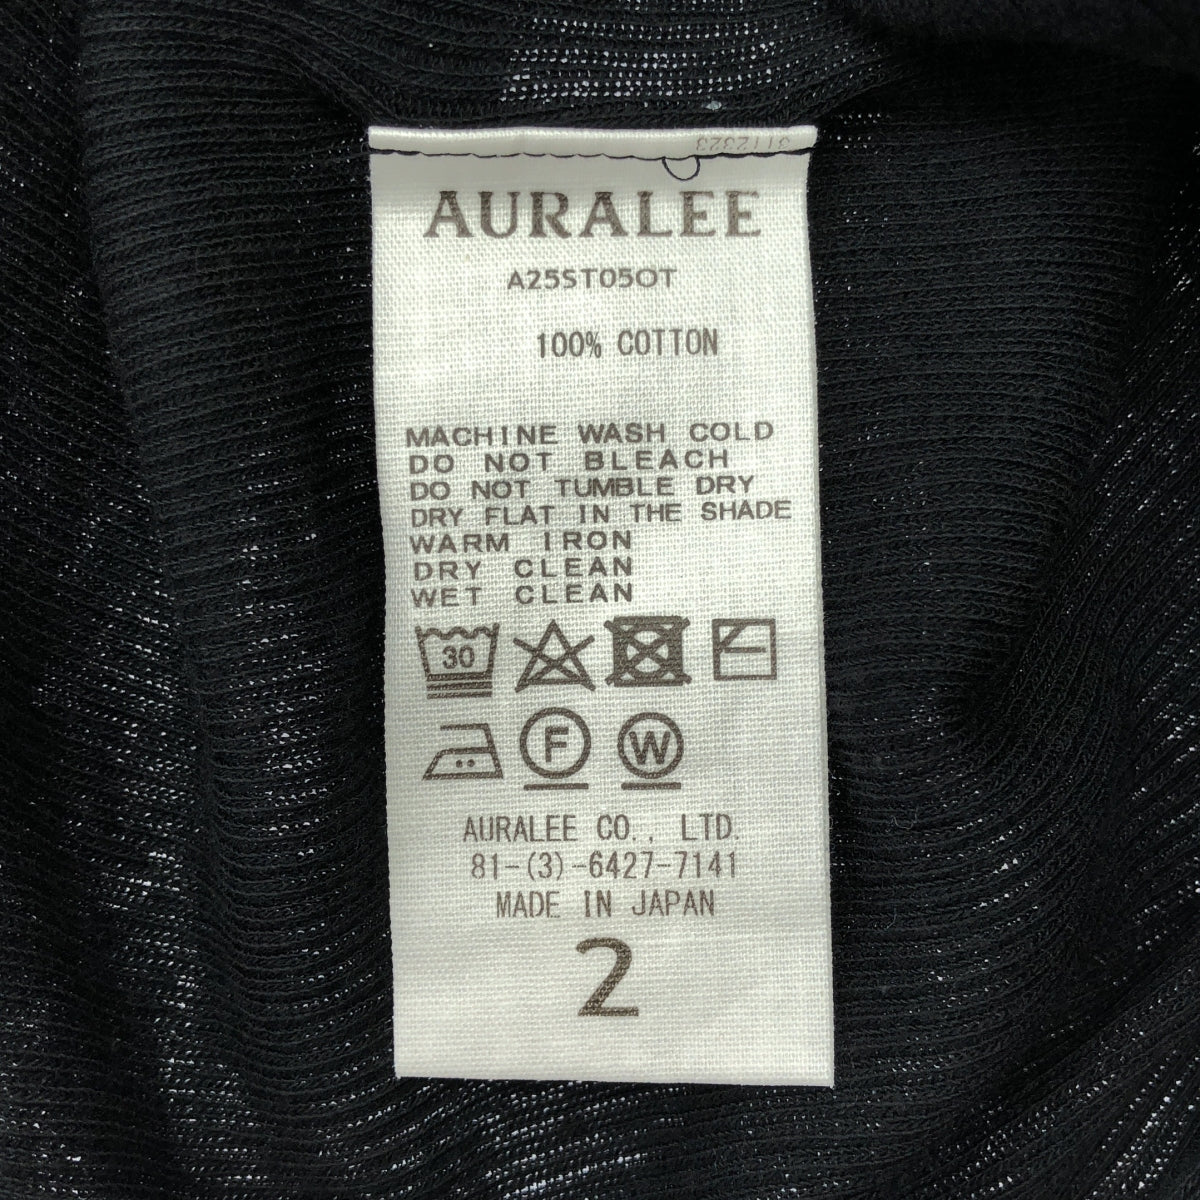 3112323
AURALEE
A25ST05OT
100% COTTON
MACHINE WASH COLD
DO NOT BLEACH
DO NOT TUMBLE DRY
DRY FLAT IN THE SHADE
WARM IRON
DRY CLEAN
WET CLEAN
30
F W
AURALEE CO., LTD.
81-(3)-6427-7141
MADE IN JAPAN
2